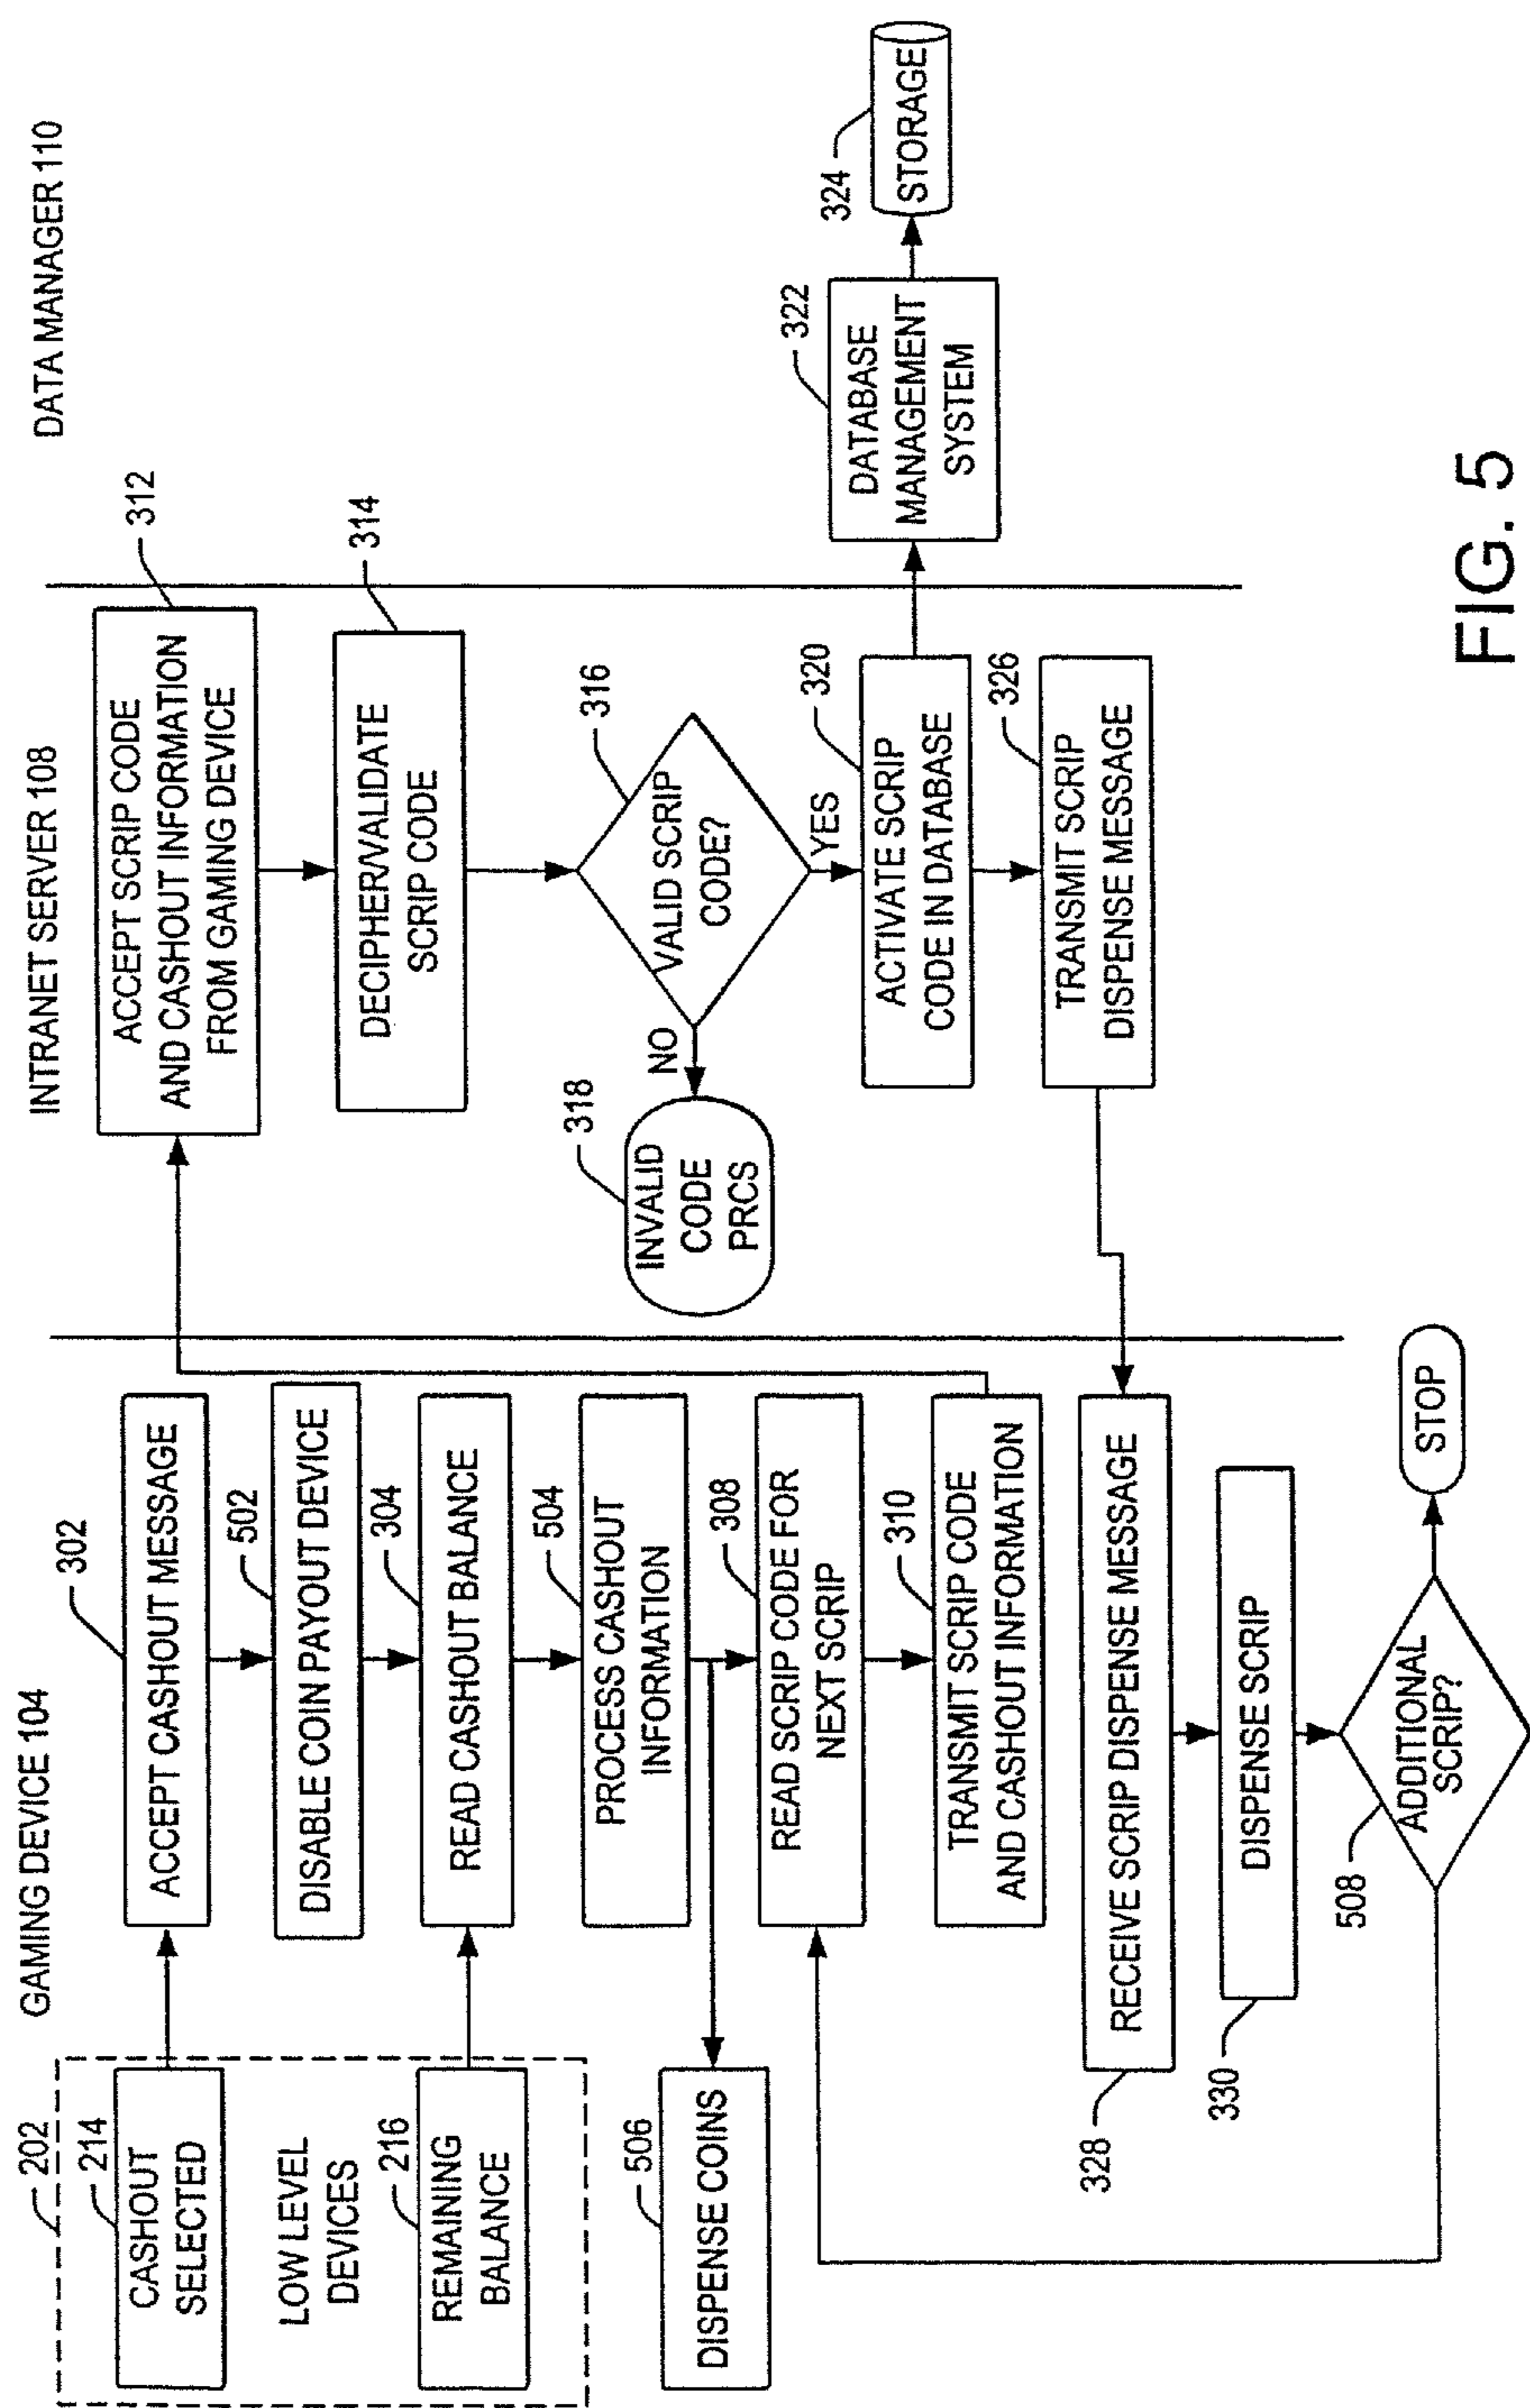 GAMING DEVICE 104
INTRANET SERVER 108
DATA MANAGER 110
202
214
CASHOUT
SELECTED
LOW LEVEL
DEVICES
216
REMAINING
BALANCE
302
ACCEPT CASHOUT MESSAGE
502
DISABLE COIN PAYOUT DEVICE
304
READ CASHOUT BALANCE
504
PROCESS CASHOUT
INFORMATION
506
DISPENSE COINS
308
READ SCRIP CODE FOR
NEXT SCRIP
310
TRANSMIT SCRIP CODE
AND CASHOUT INFORMATION
328
RECEIVE SCRIP DISPENSE MESSAGE
330
DISPENSE SCRIP
508
ADDITIONAL
SCRIP?
STOP
312
ACCEPT SCRIP CODE
AND CASHOUT INFORMATION
FROM GAMING DEVICE
314
DECIPHER/VALIDATE
SCRIP CODE
316
VALID SCRIP
CODE?
NO
YES
318
INVALID
CODE
PRCS
320
ACTIVATE SCRIP
CODE IN DATABASE
326
TRANSMIT SCRIP
DISPENSE MESSAGE
322
DATABASE
MANAGEMENT
SYSTEM
324
STORAGE
FIG. 5